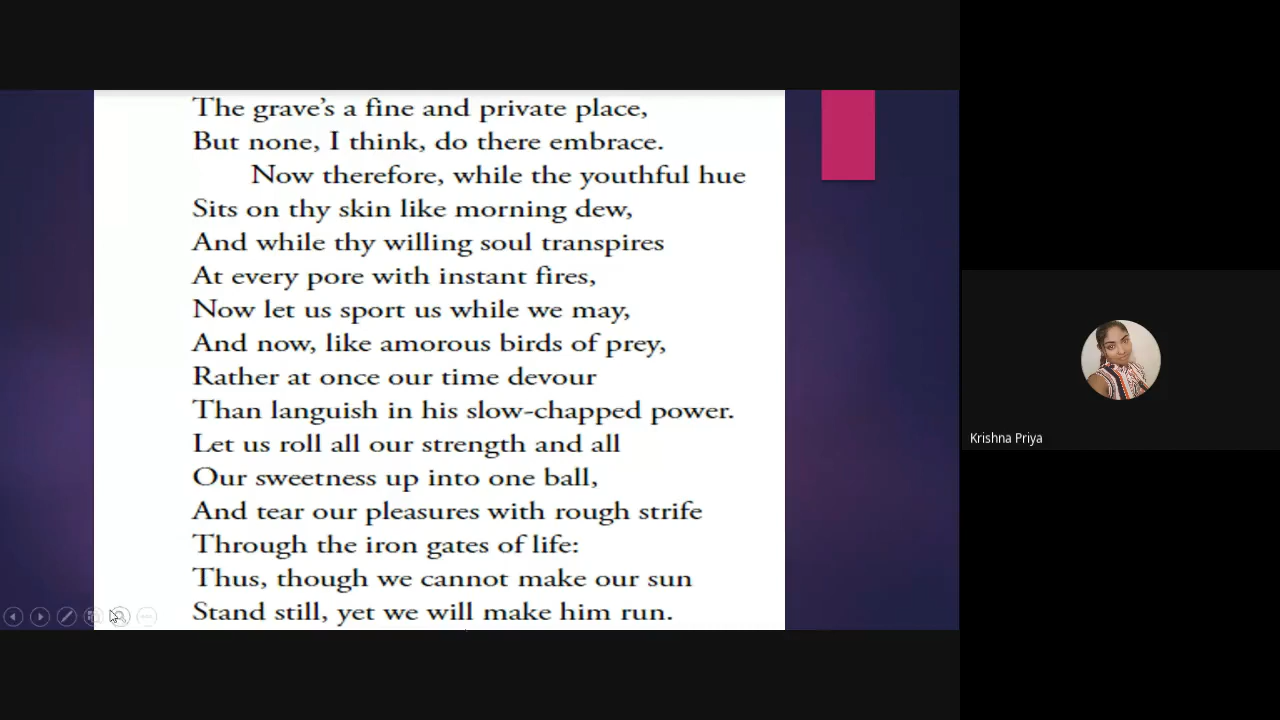 The grave’s a fine and private place,
But none, I think, do there embrace.
Now therefore, while the youthful hue
Sits on thy skin like morning dew,
And while thy willing soul transpires
At every pore with instant fires,
Now let us sport us while we may,
And now, like amorous birds of prey,
Rather at once our time devour
Than languish in his slow-chapped power.
Let us roll all our strength and all
Our sweetness up into one ball,
And tear our pleasures with rough strife
Through the iron gates of life:
Thus, though we cannot make our sun
Stand still, yet we will make him run.
Krishna Priya